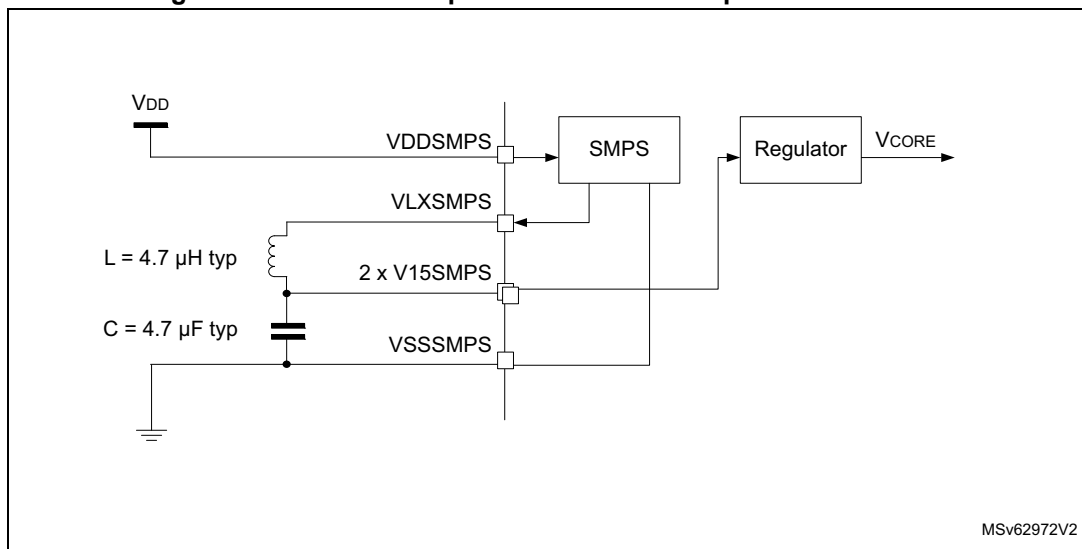 VDD
VDDSMPS
SMPS
Regulator
VCORE
VLXSMPS
L = 4.7 µH typ
2 x V15SMPS
C = 4.7 µF typ
VSSSMPS
MSv62972V2